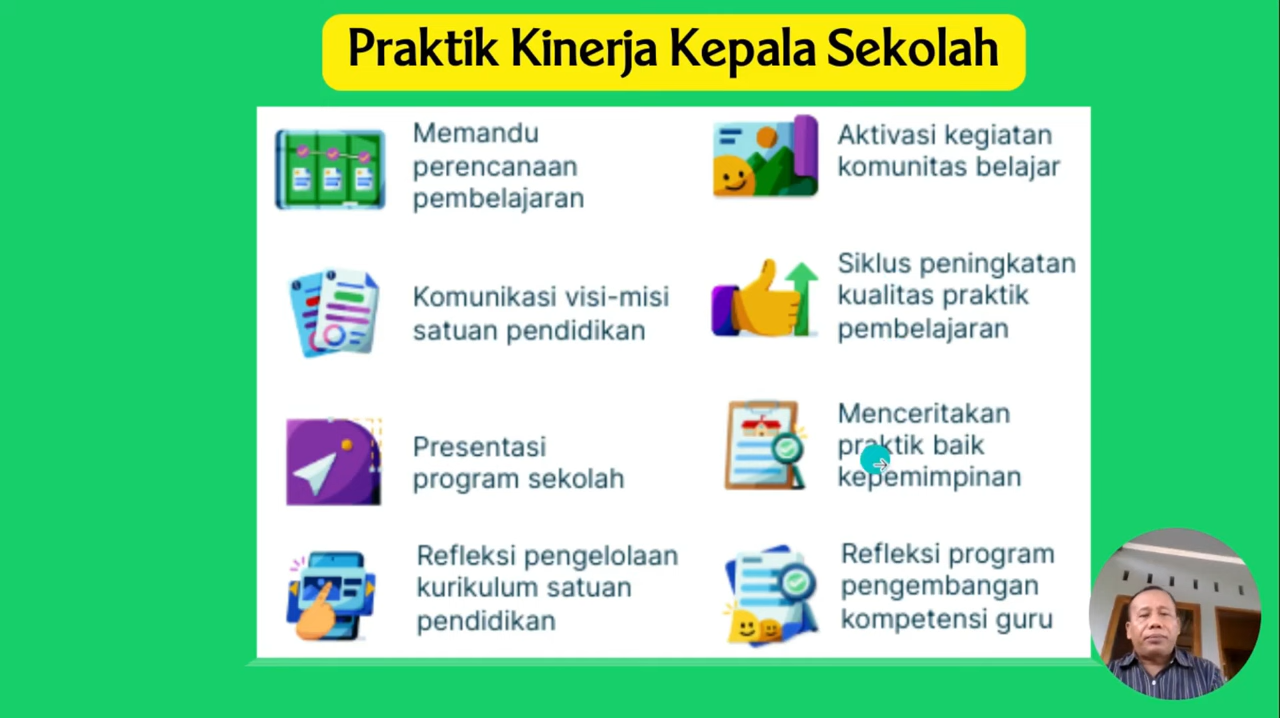 Praktik Kinerja Kepala Sekolah
Memandu
perencanaan
pembelajaran
Komunikasi visi-misi
satuan pendidikan
Presentasi
program sekolah
Refleksi pengelolaan
kurikulum satuan
pendidikan
Aktivasi kegiatan
komunitas belajar
Siklus peningkatan
kualitas praktik
pembelajaran
Menceritakan
praktik baik
kepemimpinan
Refleksi program
pengembangan
kompetensi guru